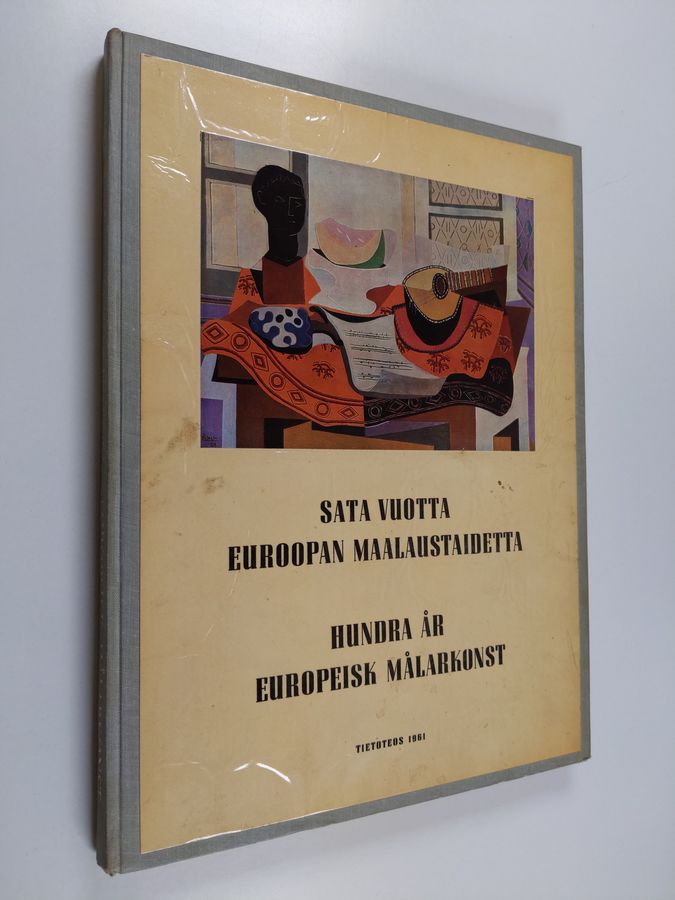 SATA VUOTTA
EUROOPAN MAALAUSTAIDETTA
HUNDRA ÅR
EUROPEISK MÅLARKONST
TIETOTEOS 1961